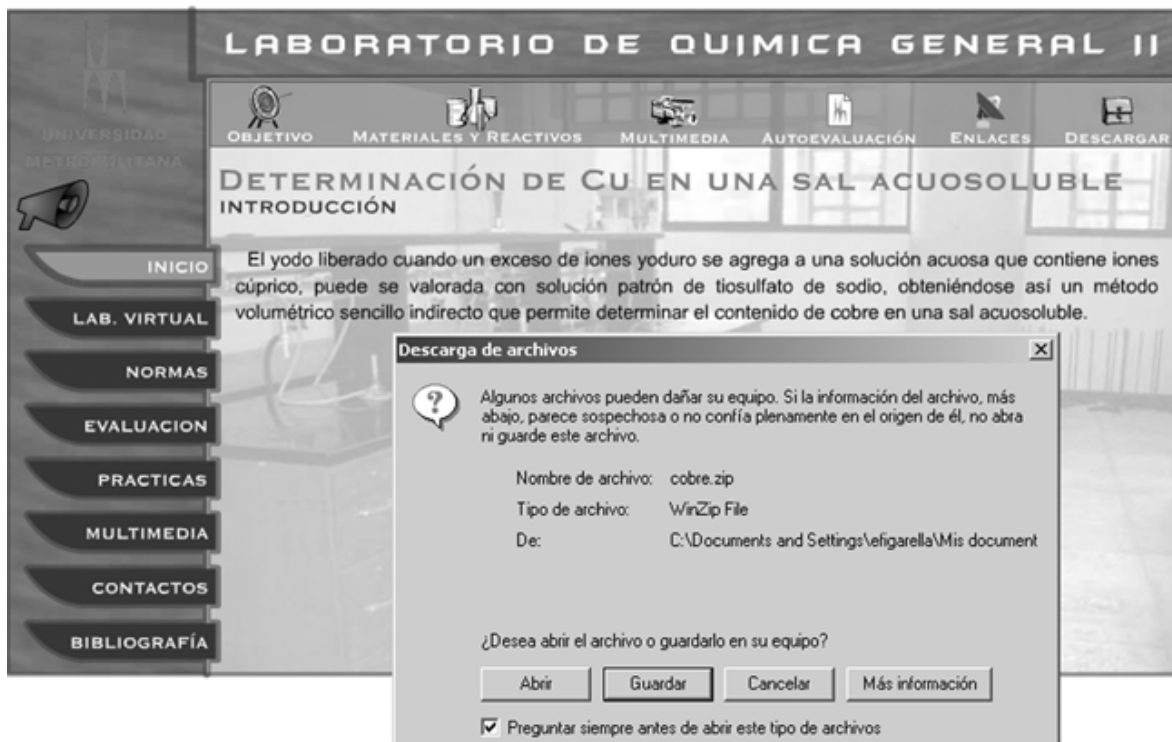 LABORATORIO DE QUIMICA GENERAL II
UNIVERSIDAD
METROPOLITANA
OBJETIVO
MATERIALES Y REACTIVOS
MULTIMEDIA
AUTOEVALUACIÓN
ENLACES
DESCARGAR
DETERMINACIÓN DE CU EN UNA SAL ACUOSOLUBLE
INTRODUCCIÓN
El yodo liberado cuando un exceso de iones yoduro se agrega a una solución acuosa que contiene iones
cúprico, puede se valorada con solución patrón de tiosulfato de sodio, obteniéndose así un método
volumétrico sencillo indirecto que permite determinar el contenido de cobre en una sal acuosoluble.
INICIO
LAB. VIRTUAL
NORMAS
EVALUACION
PRACTICAS
MULTIMEDIA
CONTACTOS
BIBLIOGRAFÍA
Descarga de archivos
Algunos archivos pueden dañar su equipo. Si la información del archivo, más
abajo, parece sospechosa o no confía plenamente en el origen de él, no abra
ni guarde este archivo.
Nombre de archivo: cobre.zip
Tipo de archivo: WinZip File
De: C:\Documents and Settings\efigarella\Mis document
¿Desea abrir el archivo o guardarlo en su equipo?
Abrir
Guardar
Cancelar
Más información
Preguntar siempre antes de abrir este tipo de archivos